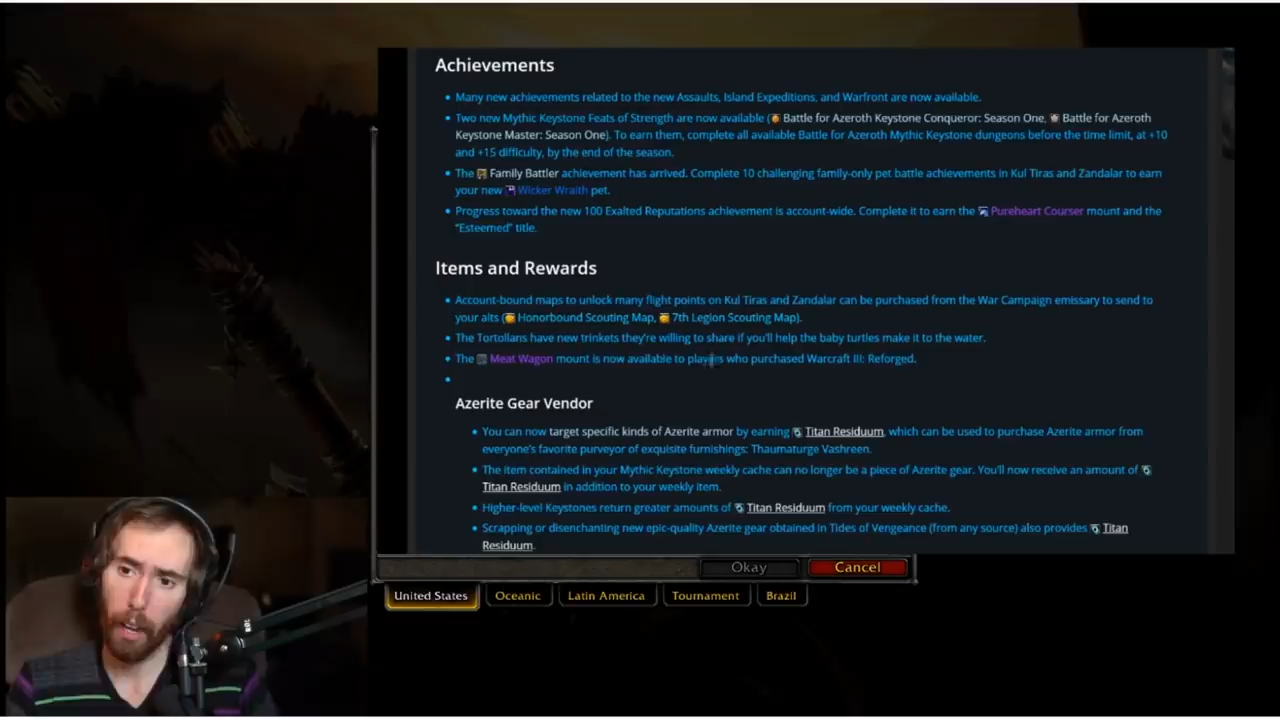 Achievements
Many new achievements related to the new Assaults, Island Expeditions, and Warfront are now available.
Two new Mythic Keystone Feats of Strength are now available ( Battle for Azeroth Keystone Conqueror: Season One, Battle for Azeroth
Keystone Master: Season One). To earn them, complete all available Battle for Azeroth Mythic Keystone dungeons before the time limit, at +10
and +15 difficulty, by the end of the season.
The Family Battler achievement has arrived. Complete 10 challenging family-only pet battle achievements in Kul Tiras and Zandalar to earn
your new Wicker Wraith pet.
Progress toward the new 100 Exalted Reputations achievement is account-wide. Complete it to earn the Pureheart Courser mount and the
"Esteemed" title.
Items and Rewards
Account-bound maps to unlock many flight points on Kul Tiras and Zandalar can be purchased from the War Campaign emissary to send to
your alts ( Honorbound Scouting Map, 7th Legion Scouting Map).
The Tortollans have new trinkets they're willing to share if you'll help the baby turtles make it to the water.
The Meat Wagon mount is now available to players who purchased Warcraft III: Reforged.
Azerite Gear Vendor
You can now target specific kinds of Azerite armor by earning Titan Residuum, which can be used to purchase Azerite armor from
everyone's favorite purveyor of exquisite furnishings: Thaumaturge Vashreen.
The item contained in your Mythic Keystone weekly cache can no longer be a piece of Azerite gear. You'll now receive an amount of
Titan Residuum in addition to your weekly item.
Higher-level Keystones return greater amounts of Titan Residuum from your weekly cache.
Scrapping or disenchanting new epic-quality Azerite gear obtained in Tides of Vengeance (from any source) also provides Titan
Residuum.
Okay Cancel
United States Oceanic Latin America Tournament Brazil